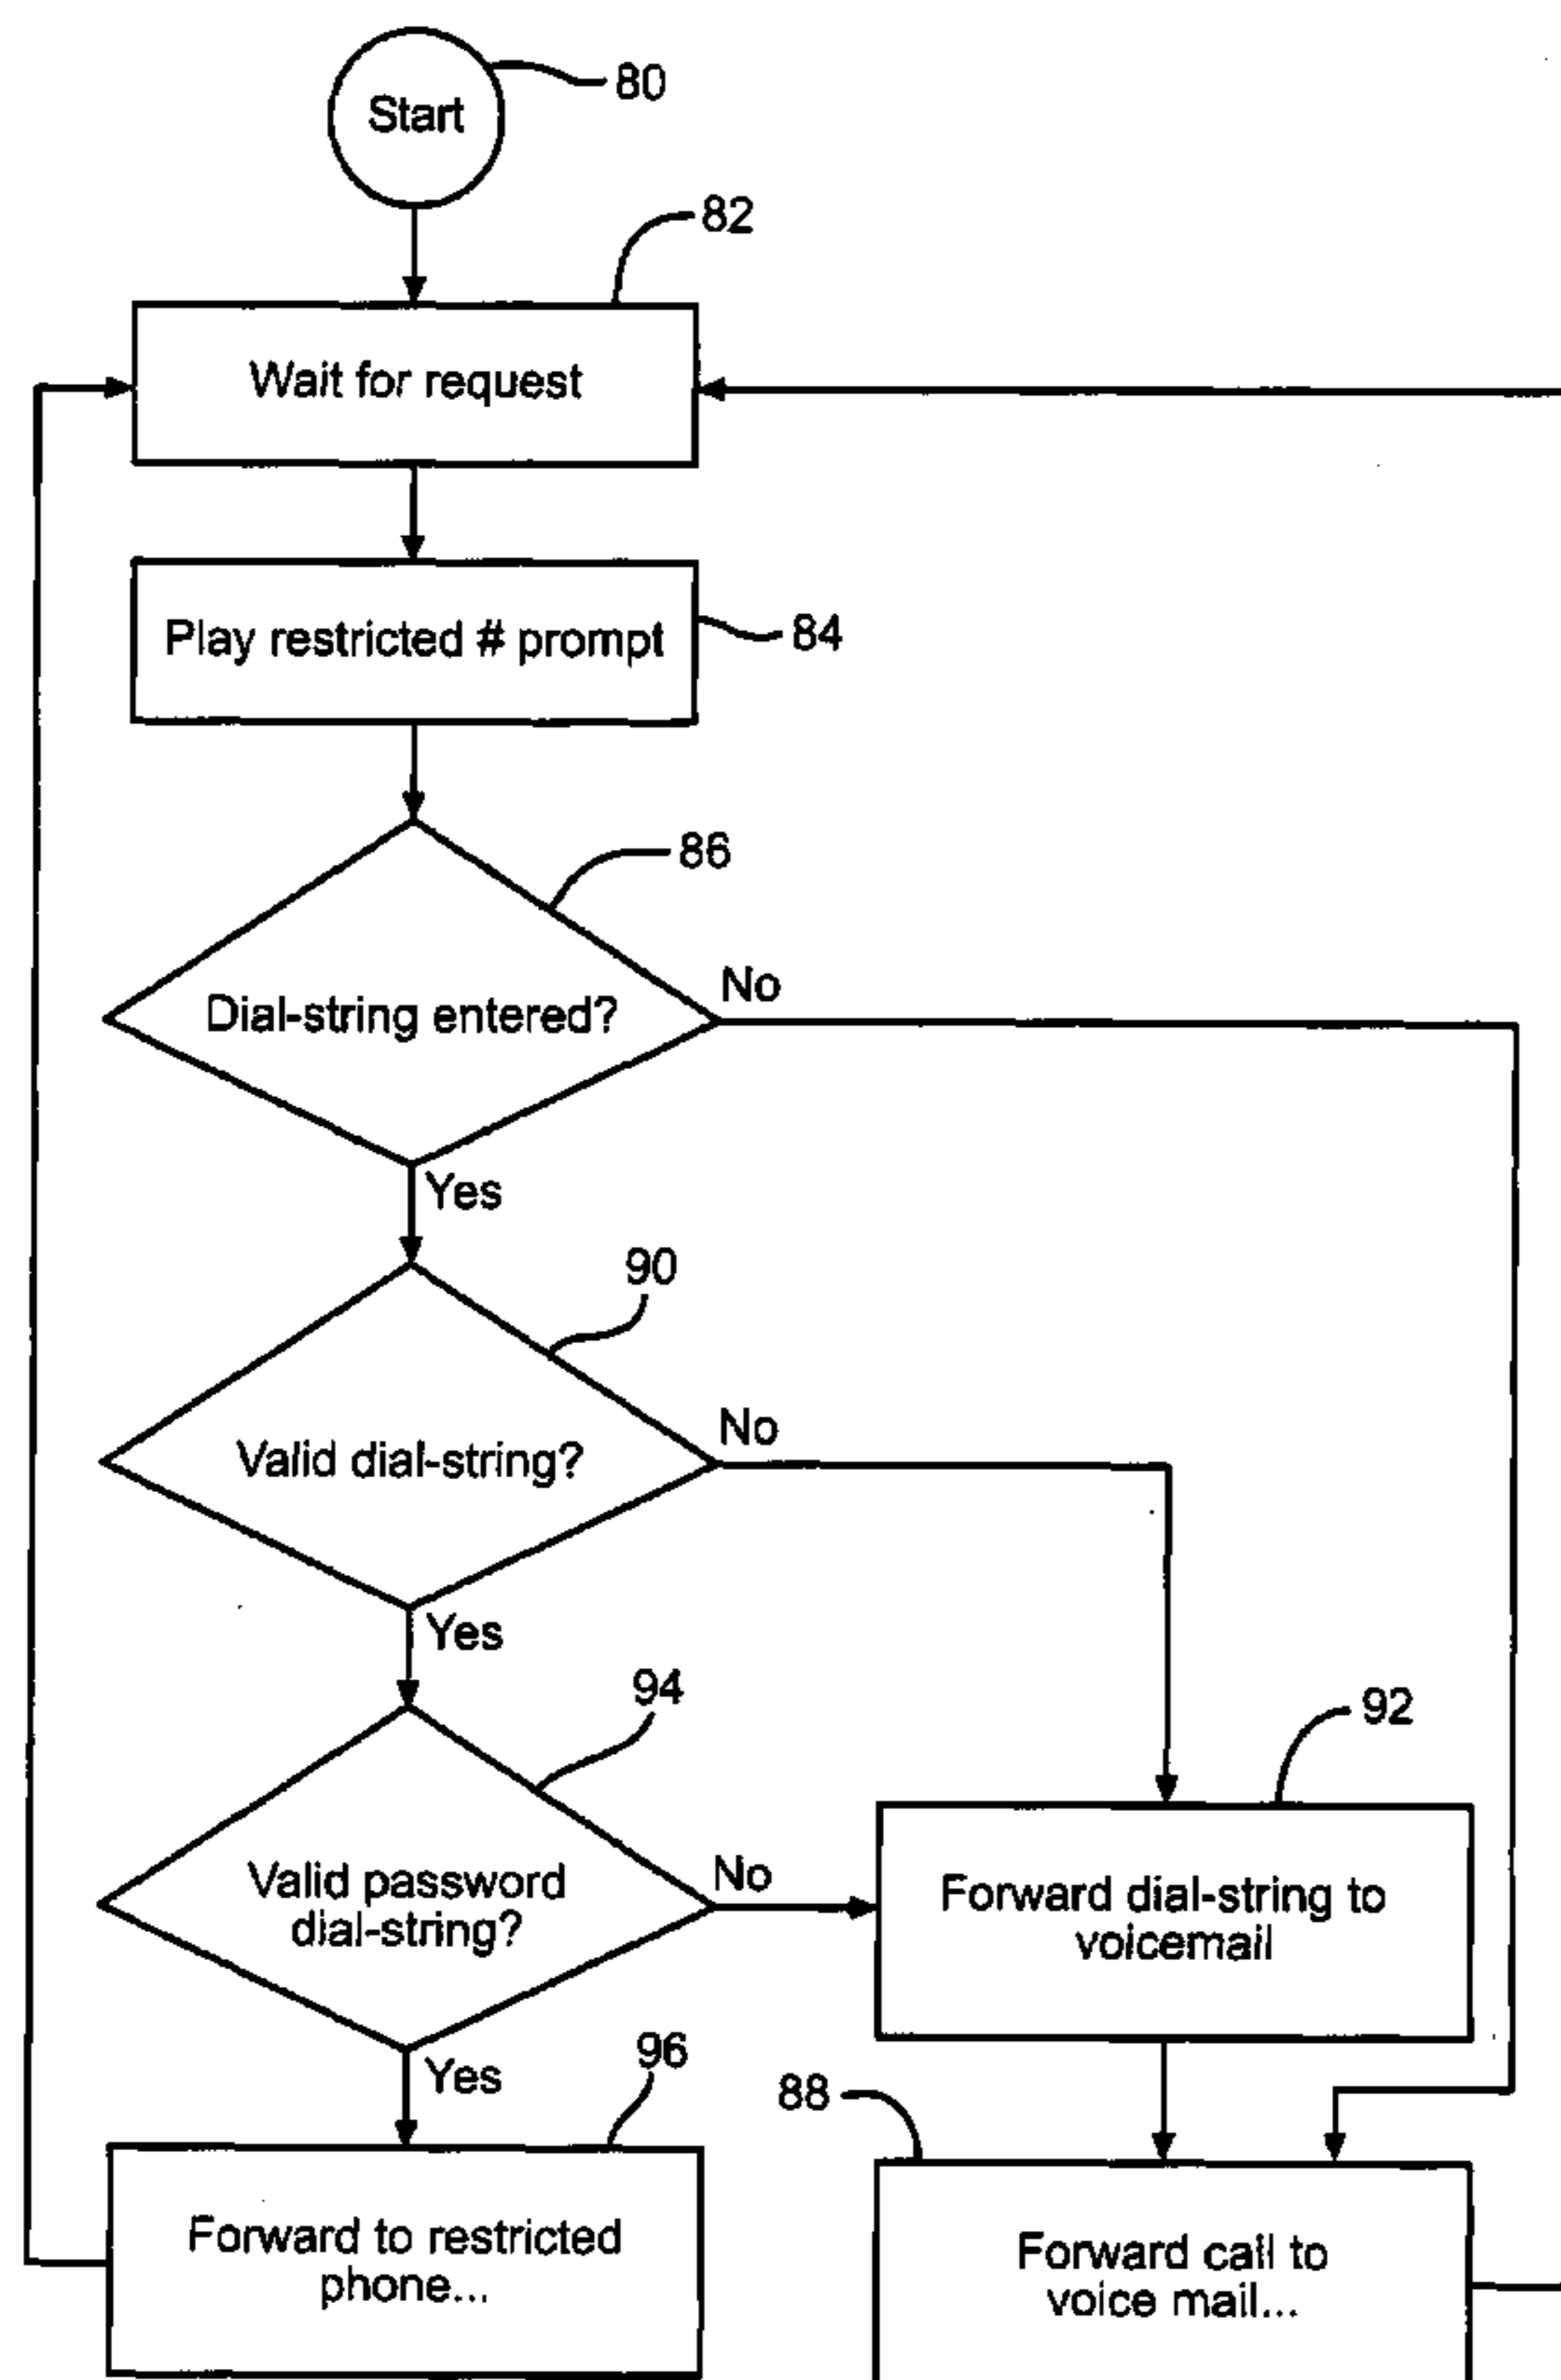 Start
80
82
Wait for request
Play restricted # prompt
84
86
Dial-string entered?
No
Yes
90
Valid dial-string?
No
Yes
94
92
Valid password
dial-string?
No
Forward dial-string to
voicemail
Yes
96
88
Forward to restricted
phone...
Forward call to
voice mail...